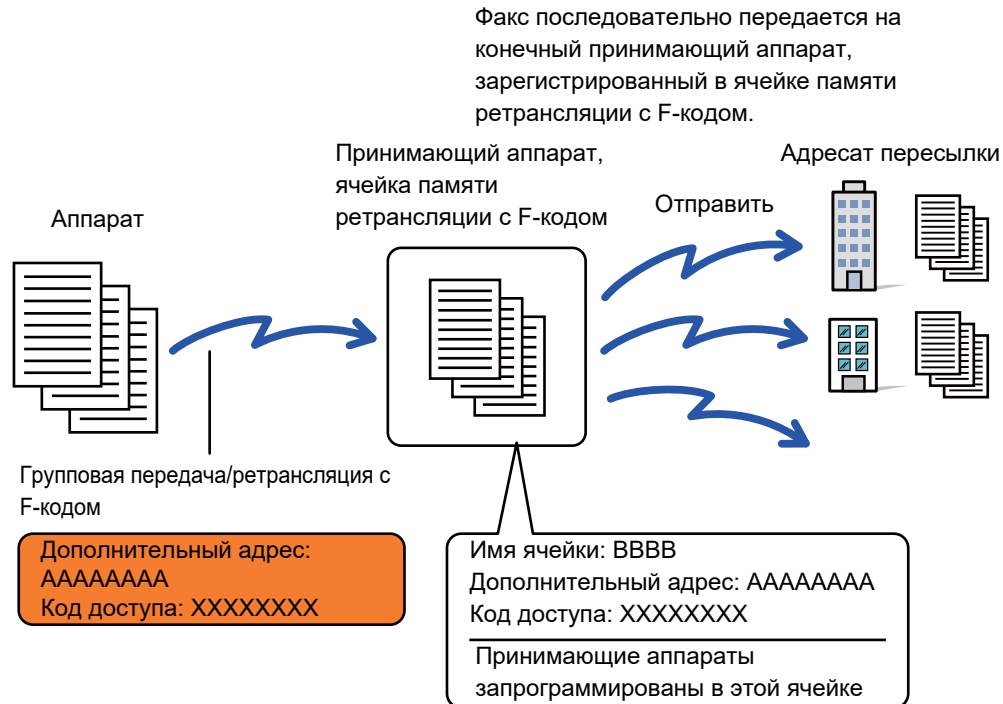 Факс последовательно передается на
конечный принимающий аппарат,
зарегистрированный в ячейке памяти
ретрансляции с F-кодом.
Принимающий аппарат,
ячейка памяти
ретрансляции с F-кодом
Адресат пересылки
Аппарат
Отправить
Групповая передача/ретрансляция с
F-кодом
Дополнительный адрес:
AAAAAAAA
Код доступа: XXXXXXXX
Имя ячейки: BBBB
Дополнительный адрес: AAAAAAAA
Код доступа: XXXXXXXX
Принимающие аппараты
запрограммированы в этой ячейке